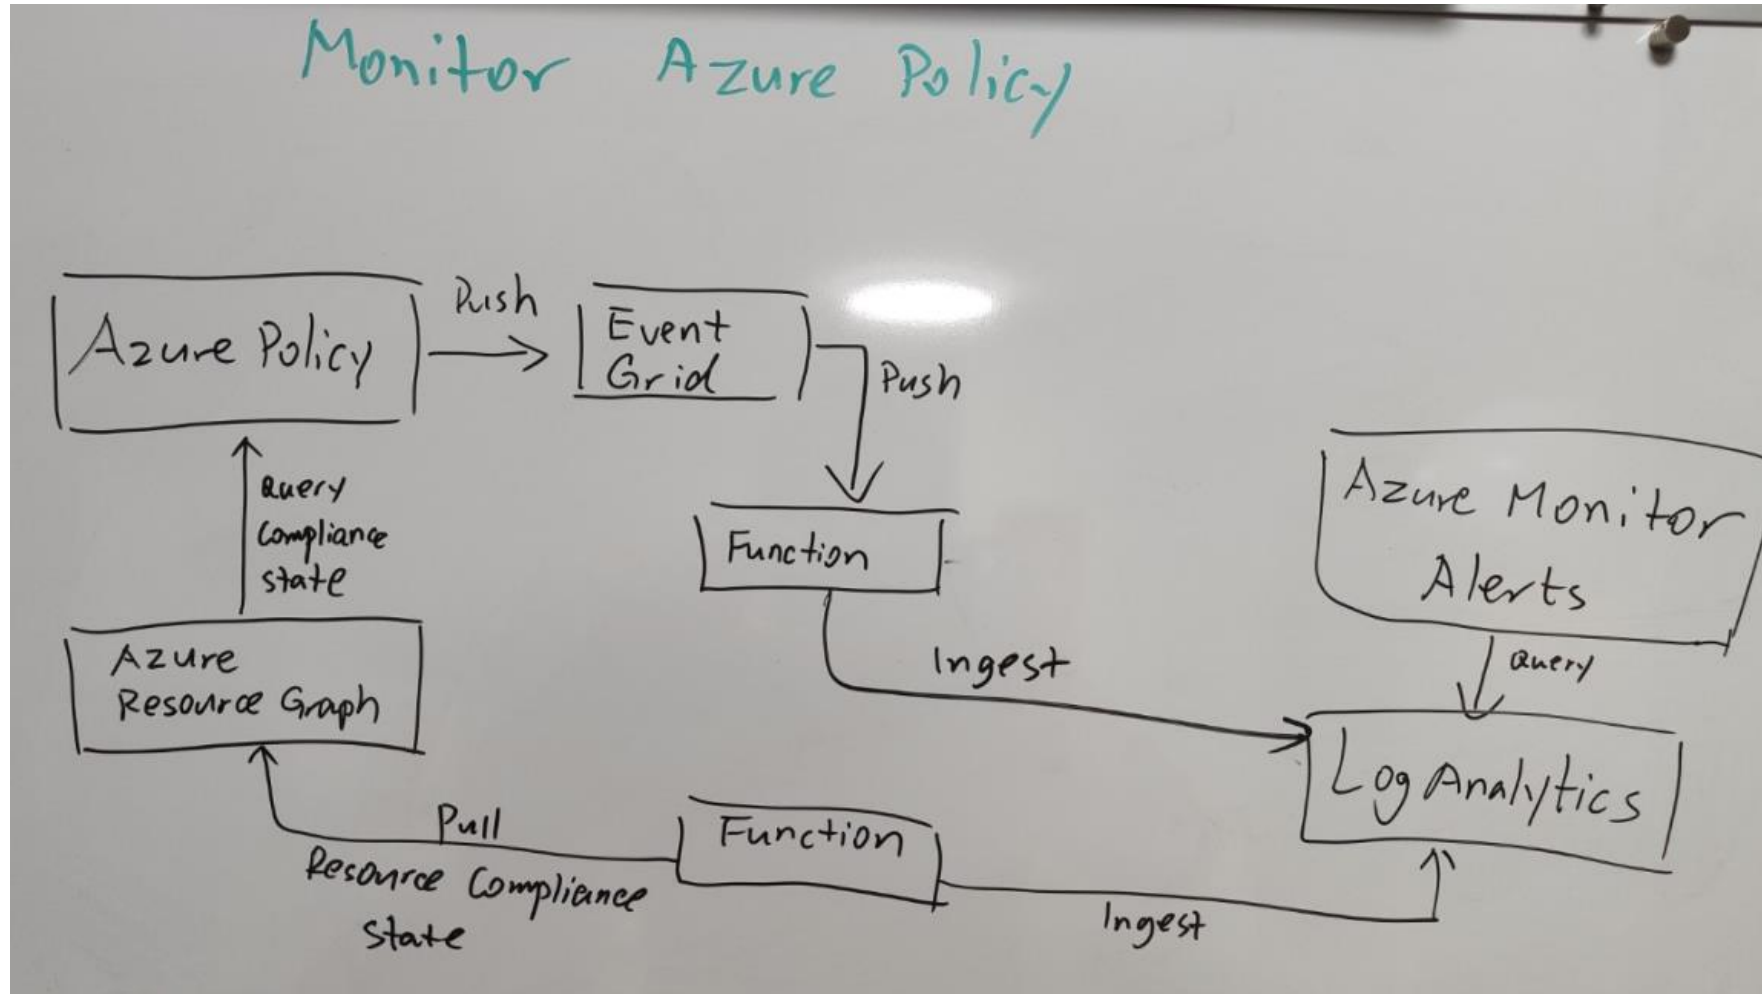 Monitor Azure Policy
Azure Policy
Push
Event
Grid
Push
Query
Compliance
state
Function
Azure Monitor
Alerts
Azure
Resource Graph
Ingest
Query
Log Analytics
Pull
Resource Compliance
state
Function
Ingest